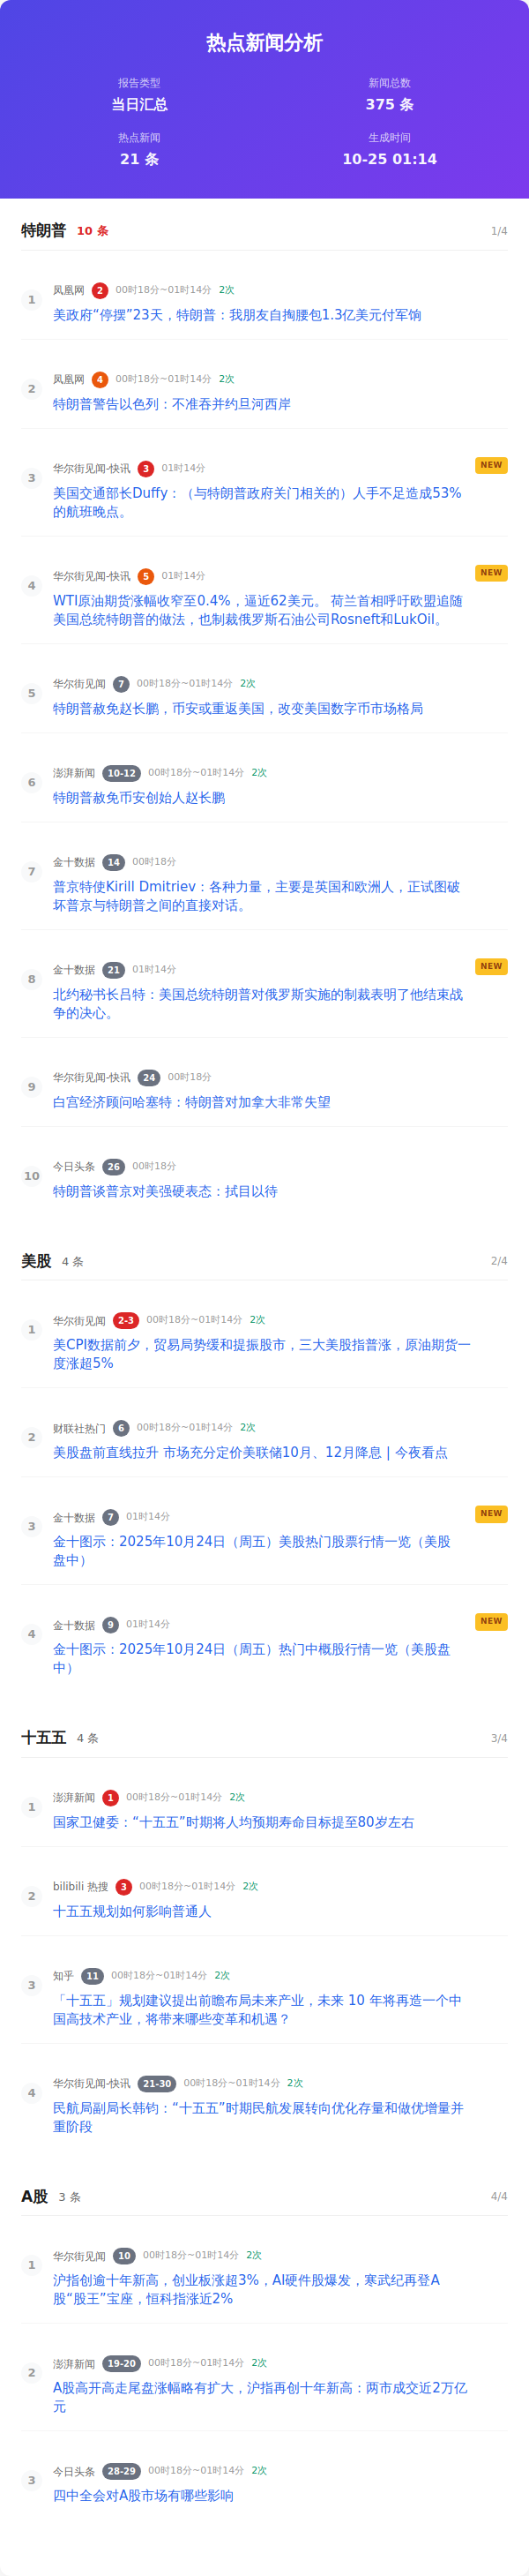 热点新闻分析
报告类型
新闻总数
当日汇总
375 条
热点新闻
生成时间
21 条
10-25 01:14
特朗普 10 条 1/4
1
凤凰网 2 00时18分~01时14分 2次
美政府“停摆”23天，特朗普：我朋友自掏腰包1.3亿美元付军饷
2
凤凰网 4 00时18分~01时14分 2次
特朗普警告以色列：不准吞并约旦河西岸
3
华尔街见闻-快讯 3 01时14分 NEW
美国交通部长Duffy：（与特朗普政府关门相关的）人手不足造成53%
的航班晚点。
4
华尔街见闻-快讯 5 01时14分 NEW
WTI原油期货涨幅收窄至0.4%，逼近62美元。 荷兰首相呼吁欧盟追随
美国总统特朗普的做法，也制裁俄罗斯石油公司Rosneft和LukOil。
5
华尔街见闻 7 00时18分~01时14分 2次
特朗普赦免赵长鹏，币安或重返美国，改变美国数字币市场格局
6
澎湃新闻 10-12 00时18分~01时14分 2次
特朗普赦免币安创始人赵长鹏
7
金十数据 14 00时18分
普京特使Kirill Dmitriev：各种力量，主要是英国和欧洲人，正试图破
坏普京与特朗普之间的直接对话。
8
金十数据 21 01时14分 NEW
北约秘书长吕特：美国总统特朗普对俄罗斯实施的制裁表明了他结束战
争的决心。
9
华尔街见闻-快讯 24 00时18分
白宫经济顾问哈塞特：特朗普对加拿大非常失望
10
今日头条 26 00时18分
特朗普谈普京对美强硬表态：拭目以待
美股 4 条 2/4
1
华尔街见闻 2-3 00时18分~01时14分 2次
美CPI数据前夕，贸易局势缓和提振股市，三大美股指普涨，原油期货一
度涨超5%
2
财联社热门 6 00时18分~01时14分 2次
美股盘前直线拉升 市场充分定价美联储10月、12月降息 | 今夜看点
3
金十数据 7 01时14分 NEW
金十图示：2025年10月24日（周五）美股热门股票行情一览（美股
盘中）
4
金十数据 9 01时14分 NEW
金十图示：2025年10月24日（周五）热门中概股行情一览（美股盘
中）
十五五 4 条 3/4
1
澎湃新闻 1 00时18分~01时14分 2次
国家卫健委：“十五五”时期将人均预期寿命目标提至80岁左右
2
bilibili 热搜 3 00时18分~01时14分 2次
十五五规划如何影响普通人
3
知乎 11 00时18分~01时14分 2次
「十五五」规划建议提出前瞻布局未来产业，未来 10 年将再造一个中
国高技术产业，将带来哪些变革和机遇？
4
华尔街见闻-快讯 21-30 00时18分~01时14分 2次
民航局副局长韩钧：“十五五”时期民航发展转向优化存量和做优增量并
重阶段
A股 3 条 4/4
1
华尔街见闻 10 00时18分~01时14分 2次
沪指创逾十年新高，创业板涨超3%，AI硬件股爆发，寒武纪再登A
股“股王”宝座，恒科指涨近2%
2
澎湃新闻 19-20 00时18分~01时14分 2次
A股高开高走尾盘涨幅略有扩大，沪指再创十年新高：两市成交近2万亿
元
3
今日头条 28-29 00时18分~01时14分 2次
四中全会对A股市场有哪些影响